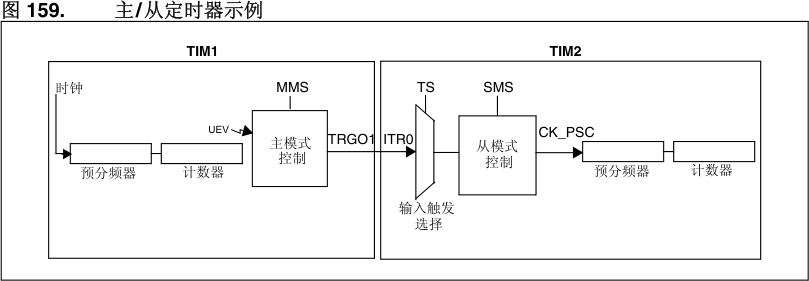 图 159. 主/从定时器示例
TIM1
TIM2
时钟
MMS
TS
SMS
UEV
主模式
控制
TRGO1
ITR0
从模式
控制
CK_PSC
预分频器
计数器
预分频器
计数器
输入触发
选择